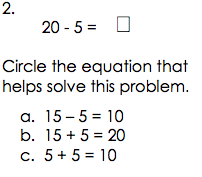 2.
20 - 5 = □
Circle the equation that
helps solve this problem.
a. 15 – 5 = 10
b. 15 + 5 = 20
c. 5 + 5 = 10